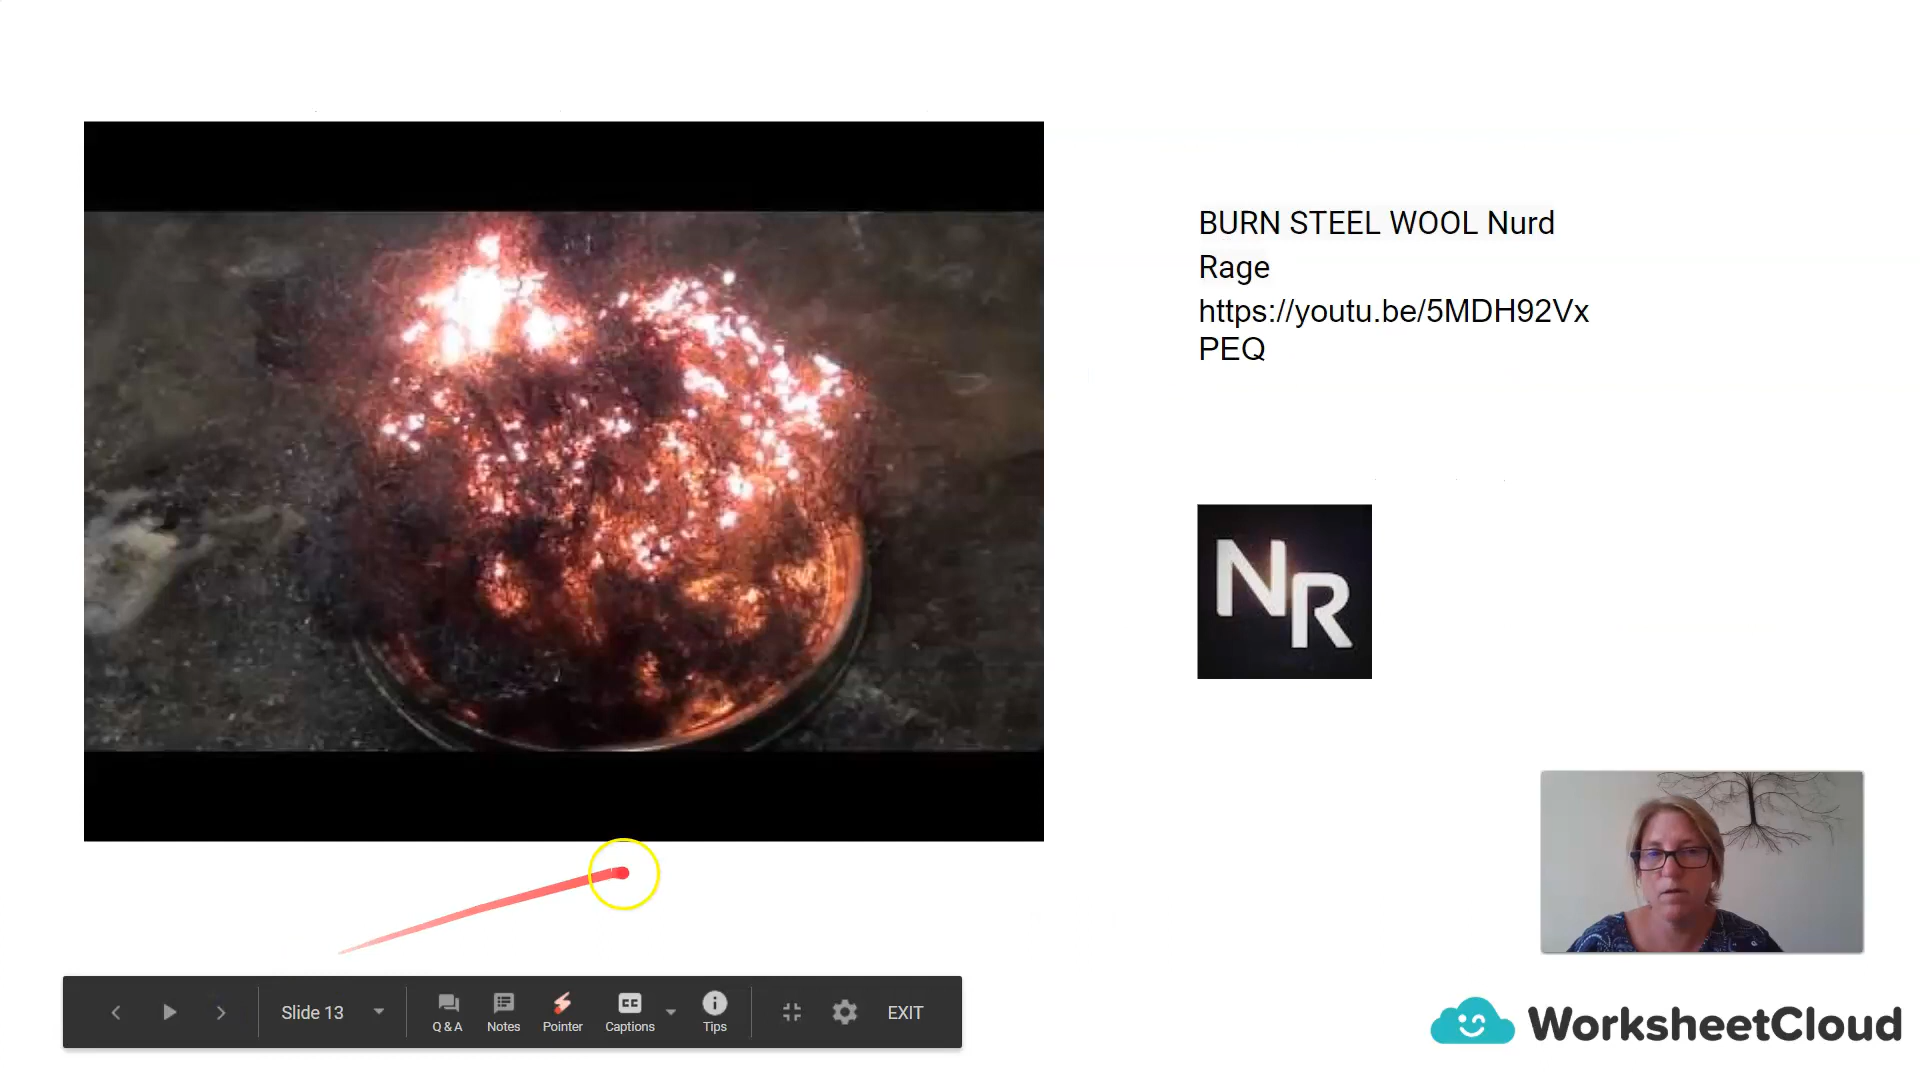 BURN STEEL WOOL Nurd
Rage
https://youtu.be/5MDH92Vx
PEQ
NR
Slide 13
Q & A
Notes
Pointer
CC
Captions
Tips
EXIT
WorksheetCloud